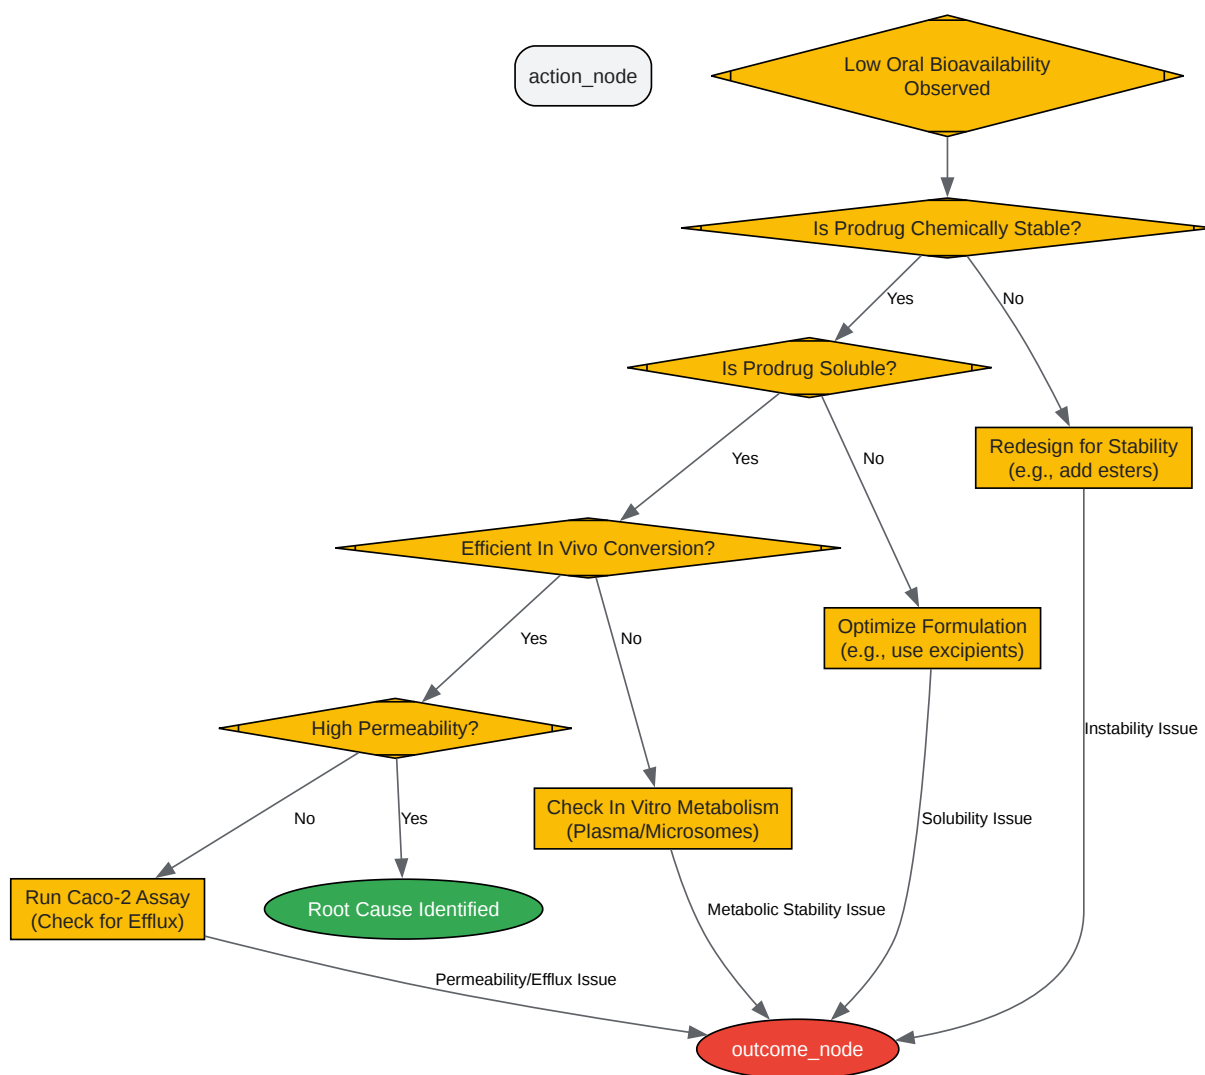 action_node
Low Oral Bioavailability
Observed
Is Prodrug Chemically Stable?
Yes
No
Is Prodrug Soluble?
Yes
No
Redesign for Stability
(e.g., add esters)
Efficient In Vivo Conversion?
Yes
No
Optimize Formulation
(e.g., use excipients)
High Permeability?
Instability Issue
No
Yes
Check In Vitro Metabolism
(Plasma/Microsomes)
Solubility Issue
Run Caco-2 Assay
(Check for Efflux)
Root Cause Identified
Metabolic Stability Issue
Permeability/Efflux Issue
outcome_node